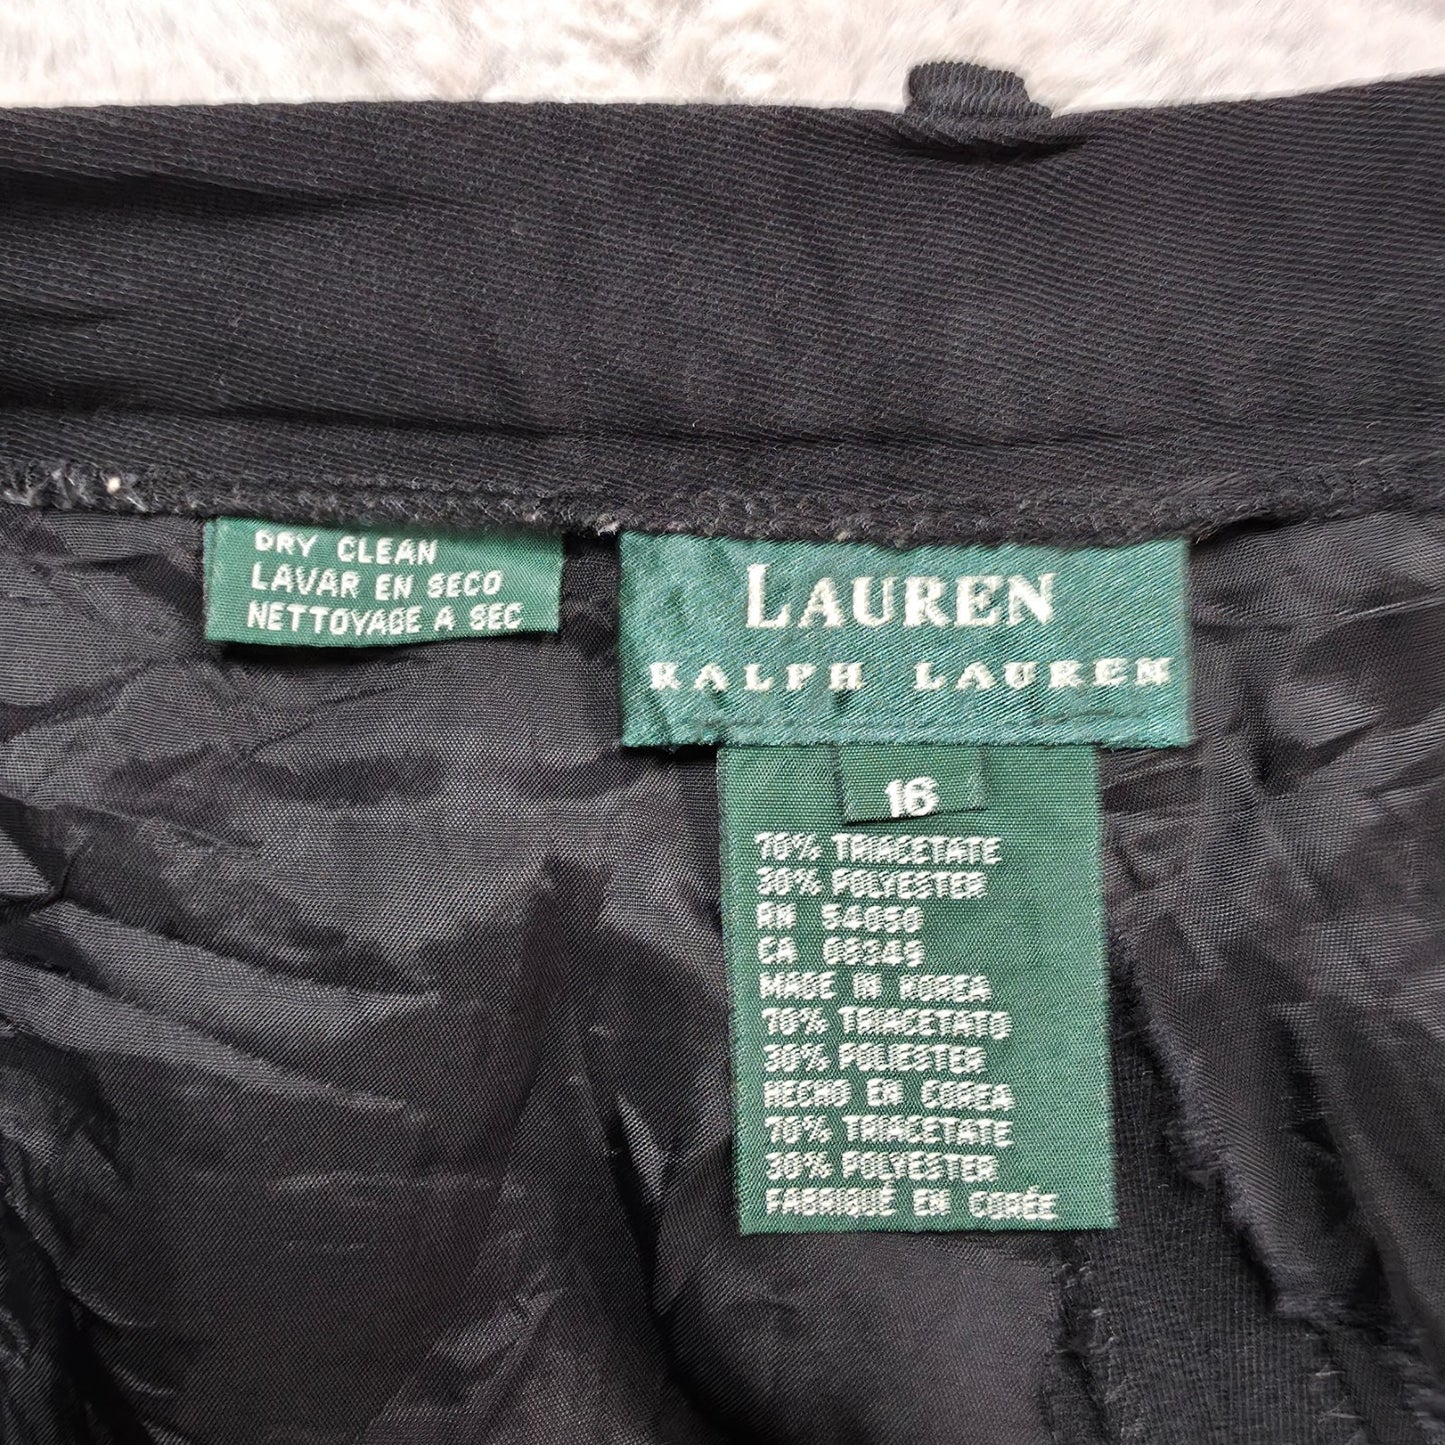 DRY CLEAN
LAVAR EN SECO
NETTOYAGE A SEC
LAUREN
RALPH LAUREN
16
70% TRIACETATE
30% POLYESTER
RN 54050
CA 08349
MADE IN KOREA
70% TRIACETATO
30% POLIESTER
HECHO EN COREA
70% TRIACETATE
30% POLYESTER
FABRIQUÉ EN CORÉE